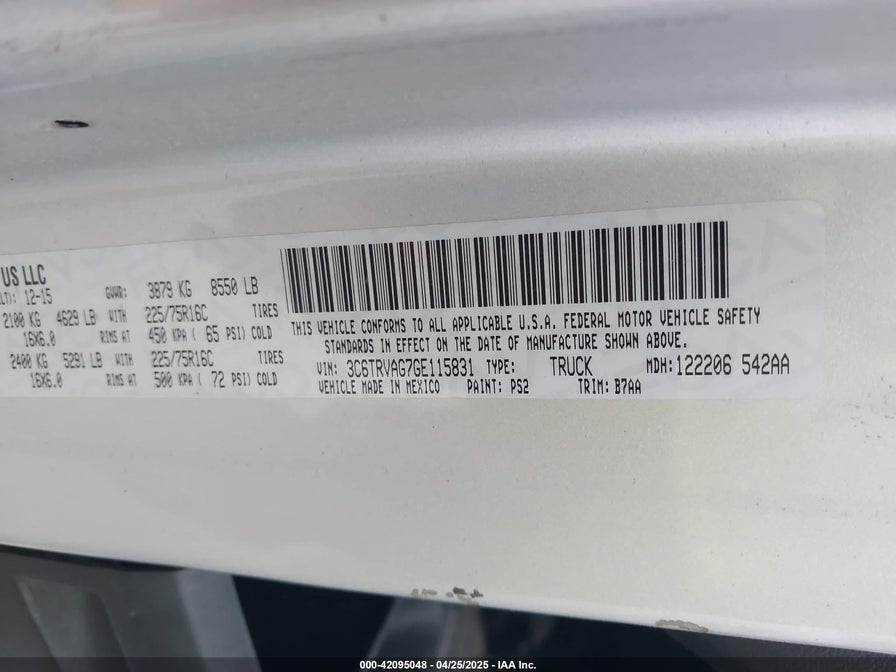 US LLC
LT): 12-15 GVWR: 3879 KG 8550 LB
2100 KG 4629 LB WITH 225/75R16C TIRES
16X6.0 RIMS AT 450 KPA ( 65 PSI) COLD
2400 KG 5291 LB WITH 225/75R16C TIRES
16X6.0 RIMS AT 500 KPA ( 72 PSI) COLD
THIS VEHICLE CONFORMS TO ALL APPLICABLE U.S.A. FEDERAL MOTOR VEHICLE SAFETY
STANDARDS IN EFFECT ON THE DATE OF MANUFACTURE SHOWN ABOVE.
VIN: 3C6TRVAG7GE115831 TYPE: TRUCK MDH: 122206 542AA
VEHICLE MADE IN MEXICO PAINT: PS2 TRIM: B7AA
000-42095048 - 04/25/2025 - IAA Inc.